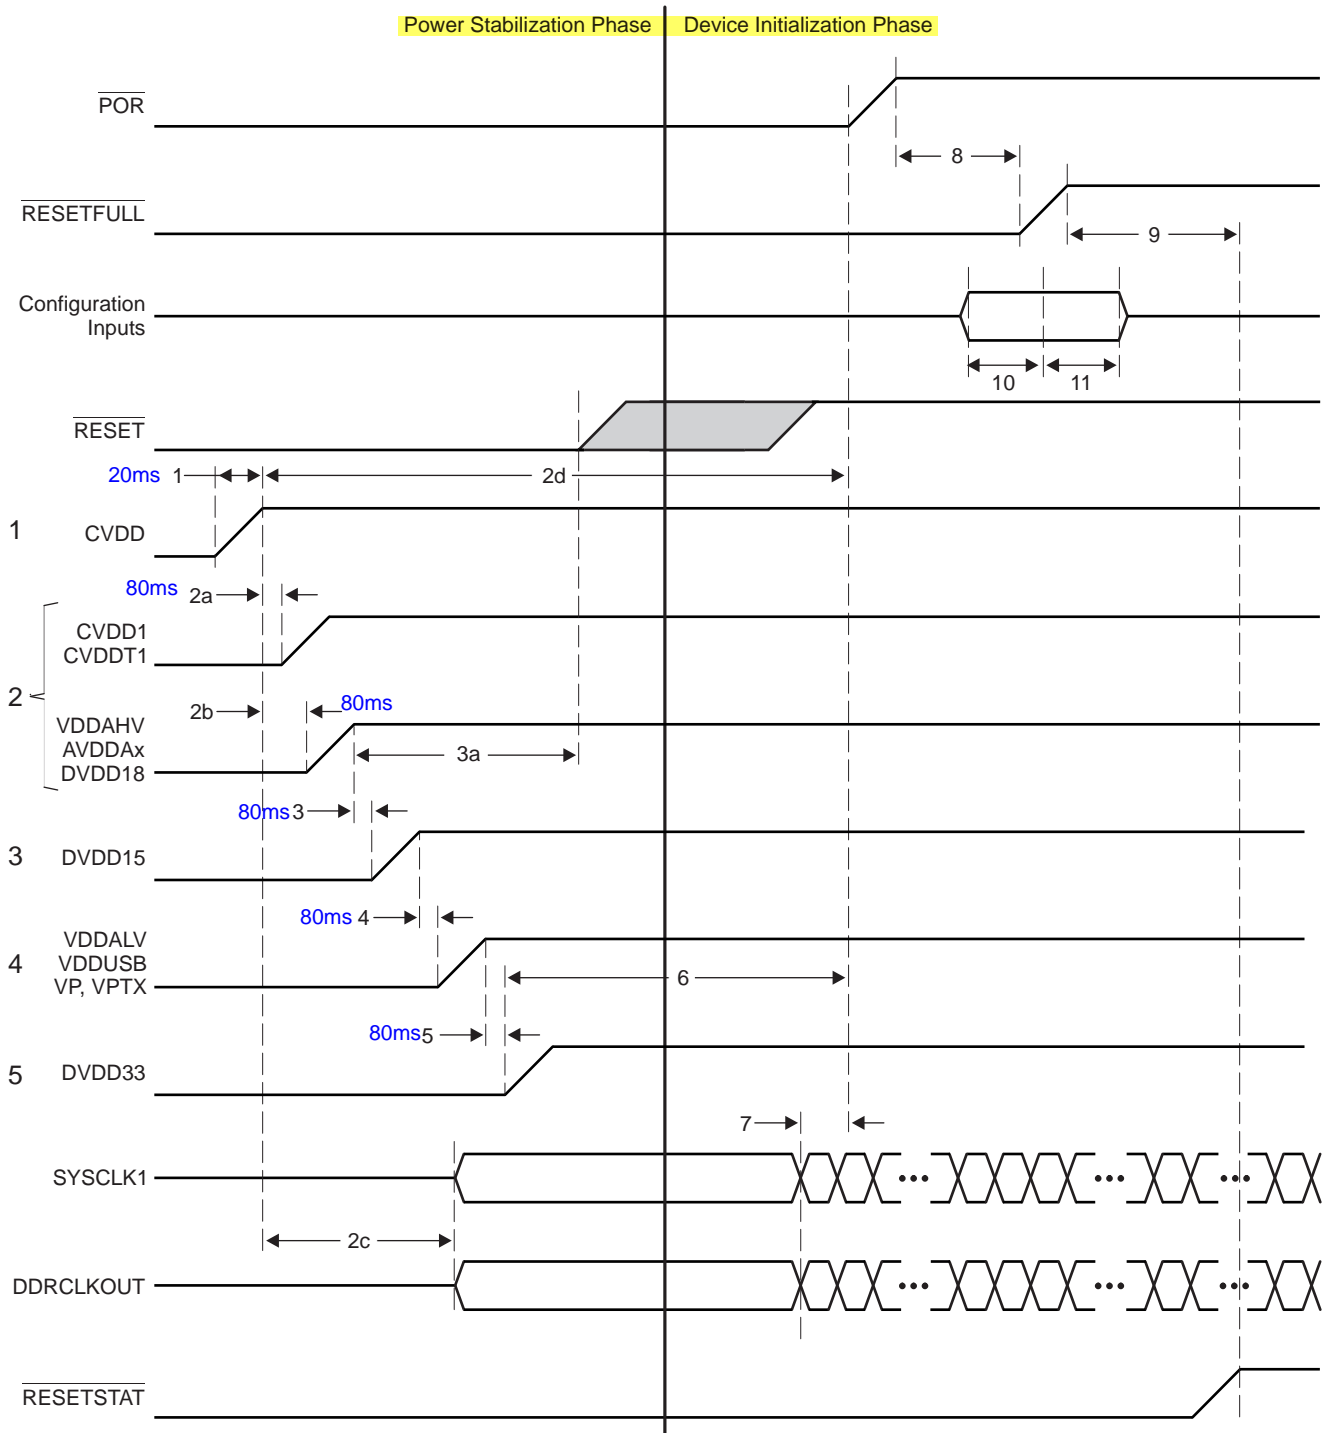 Power Stabilization Phase
Device Initialization Phase
POR
8
RESETFULL
9
Configuration
Inputs
10
11
RESET
20ms 1
2d
1
CVDD
80ms 2a
CVDD1
CVDDT1
2
2b
80ms
VDDAHV
AVDDAx
DVDD18
3a
80ms 3
3
DVDD15
80ms 4
4
VDDALV
VDDUSB
VP, VPTX
6
80ms 5
5
DVDD33
7
SYSCLK1
2c
DDRCLKOUT
RESETSTAT